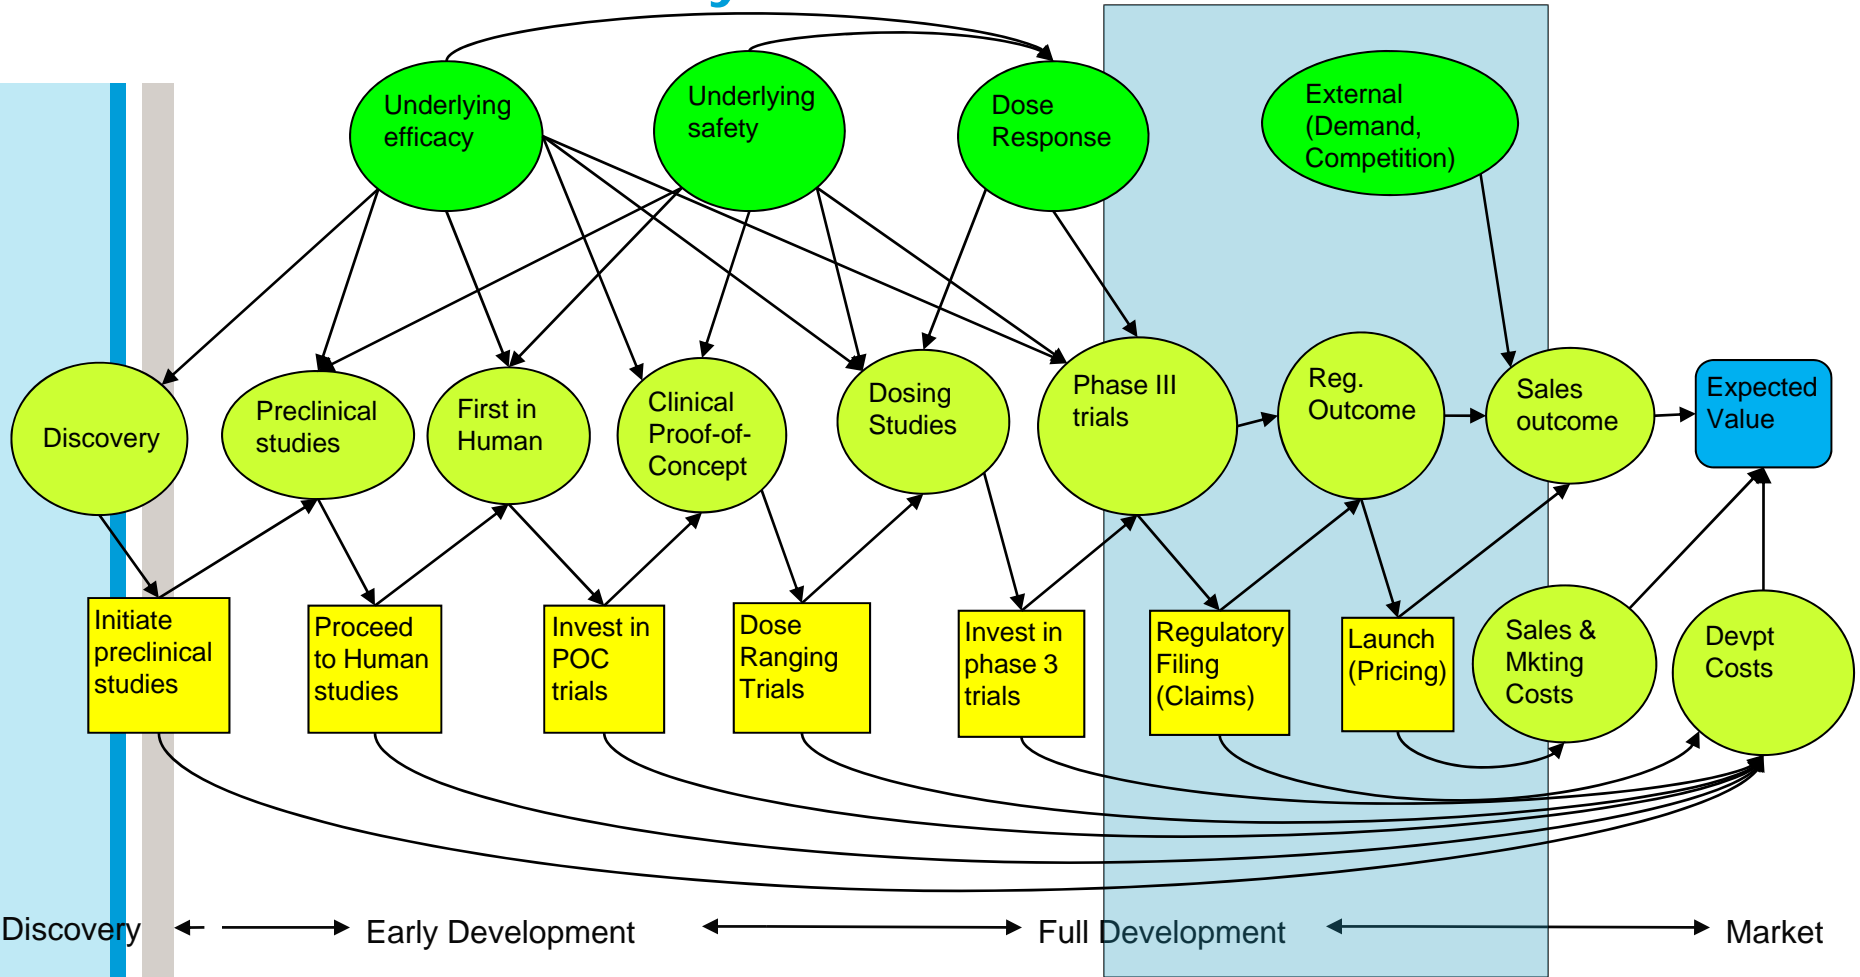 Underlying
efficacy
Underlying
safety
Dose
Response
External
(Demand,
Competition)
Discovery
Preclinical
studies
First in
Human
Clinical
Proof-of-
Concept
Dosing
Studies
Phase III
trials
Reg.
Outcome
Sales
outcome
Expected
Value
Initiate
preclinical
studies
Proceed
to Human
studies
Invest in
POC
trials
Dose
Ranging
Trials
Invest in
phase 3
trials
Regulatory
Filing
(Claims)
Launch
(Pricing)
Sales &
Mkting
Costs
Devpt
Costs
Discovery
Early Development
Full Development
Market